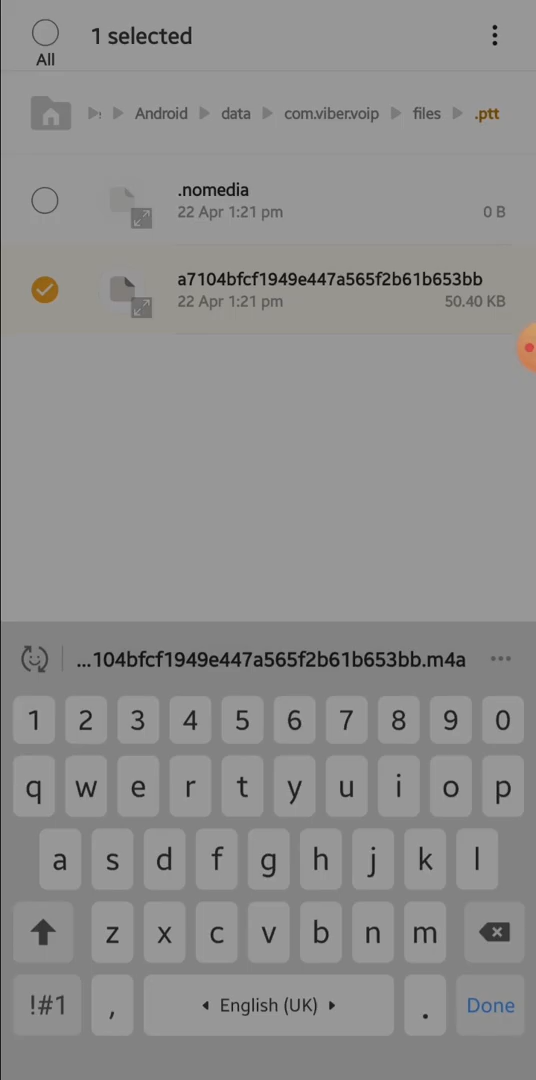 1 selected
All
Android data com.viber.voip files .ptt
.nomedia
22 Apr 1:21 pm 0 B
a7104bfcf1949e447a565f2b61b653bb
22 Apr 1:21 pm 50.40 KB
...104bfcf1949e447a565f2b61b653bb.m4a
1 2 3 4 5 6 7 8 9 0
q w e r t y u i o p
a s d f g h j k l
z x c v b n m
!#1 , English (UK) . Done